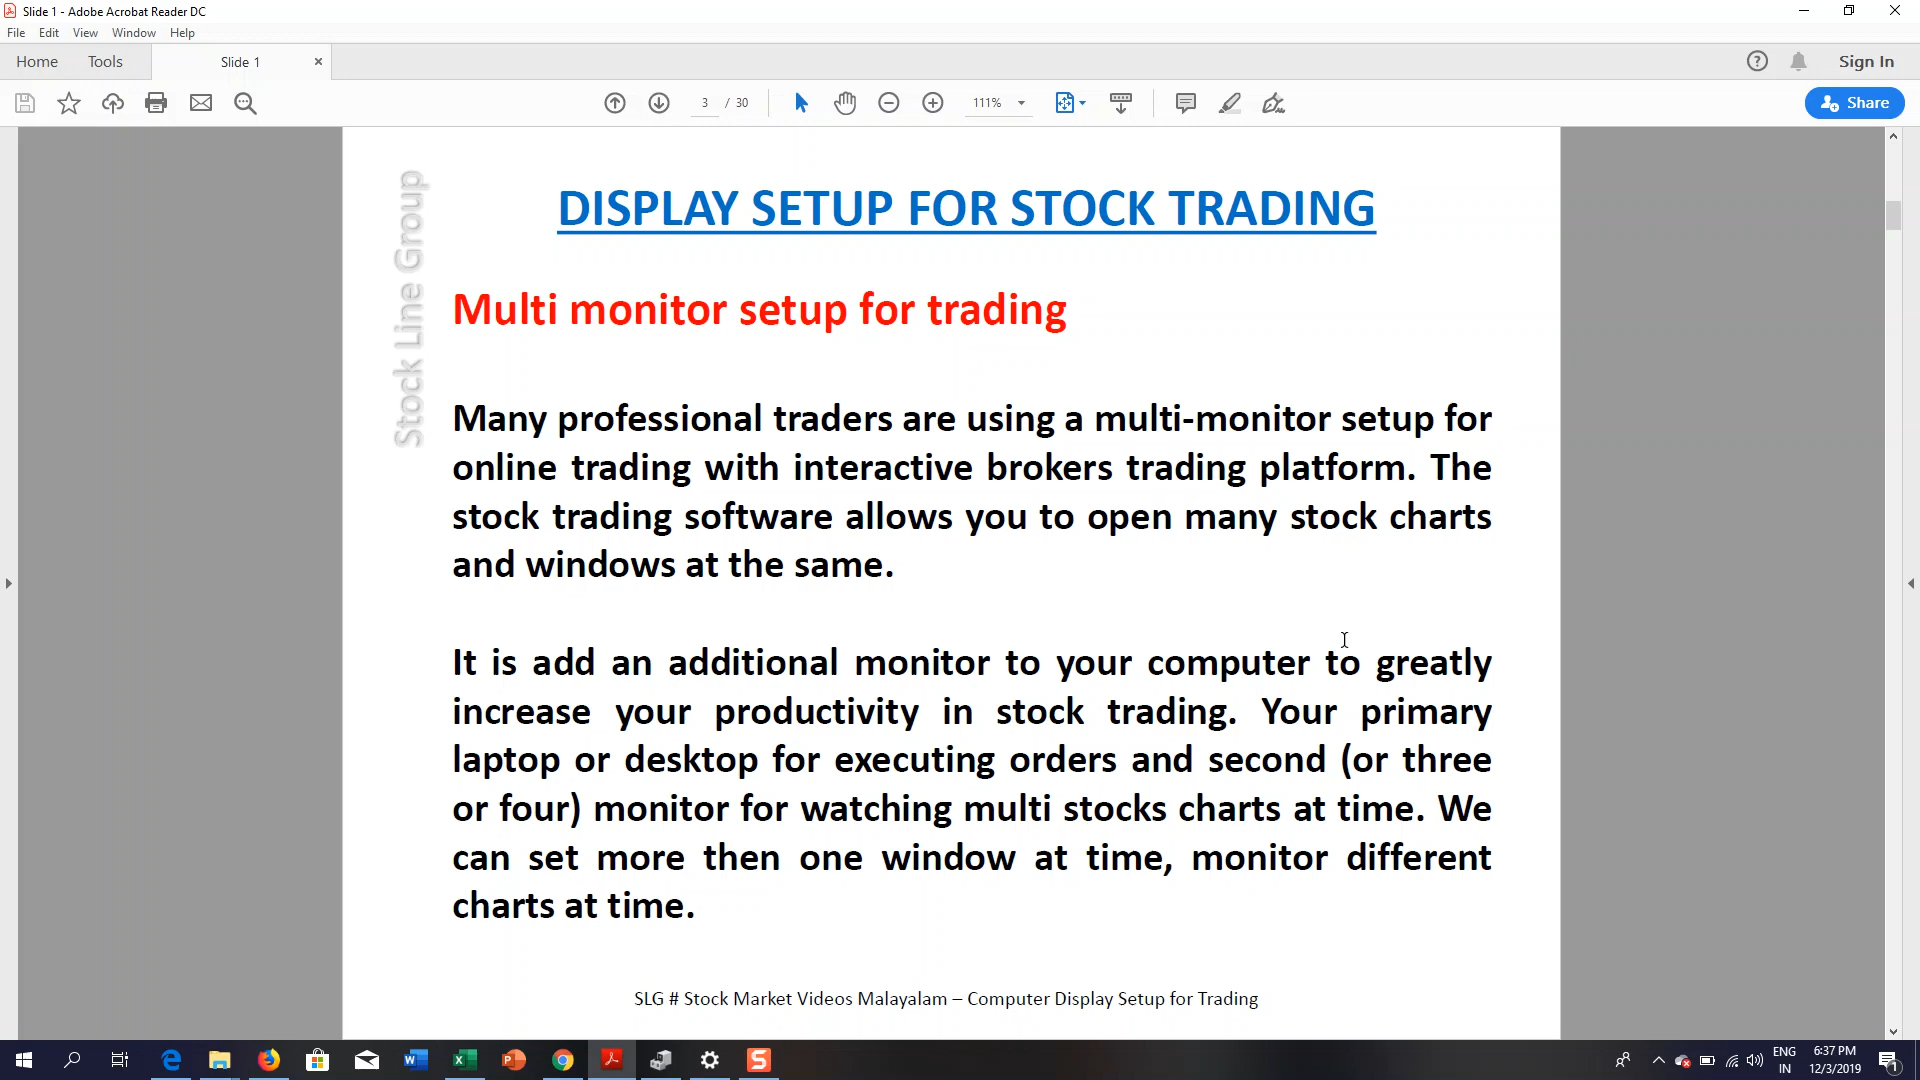 Slide 1 - Adobe Acrobat Reader DC
File Edit View Window Help
Home Tools Slide 1 Sign In
3 / 30 111% Share
Stock Line Group
DISPLAY SETUP FOR STOCK TRADING
Multi monitor setup for trading
Many professional traders are using a multi-monitor setup for
online trading with interactive brokers trading platform. The
stock trading software allows you to open many stock charts
and windows at the same.
It is add an additional monitor to your computer to greatly
increase your productivity in stock trading. Your primary
laptop or desktop for executing orders and second (or three
or four) monitor for watching multi stocks charts at time. We
can set more then one window at time, monitor different
charts at time.
SLG # Stock Market Videos Malayalam – Computer Display Setup for Trading
ENG 6:37 PM
IN 12/3/2019 1